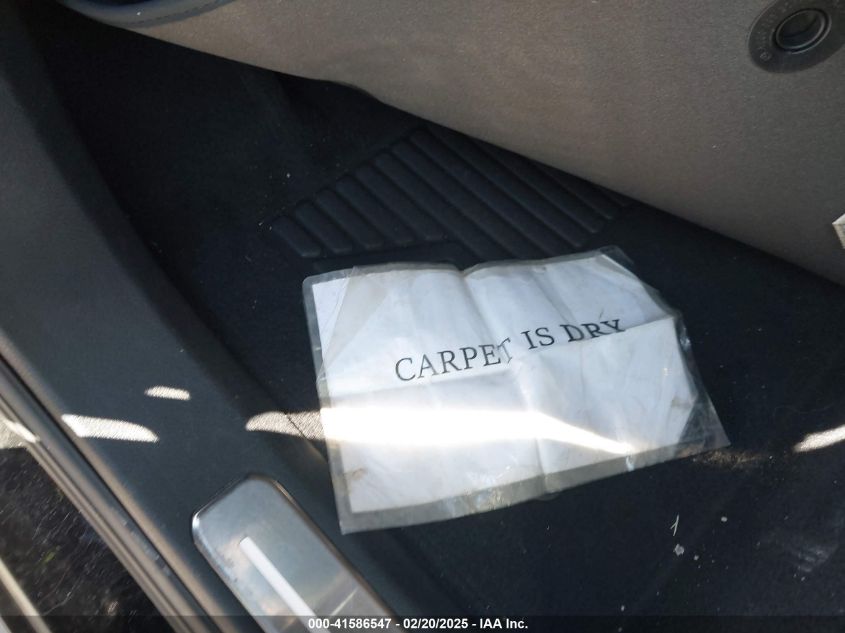 CARPET IS DRY
000-41586547 - 02/20/2025 - IAA Inc.